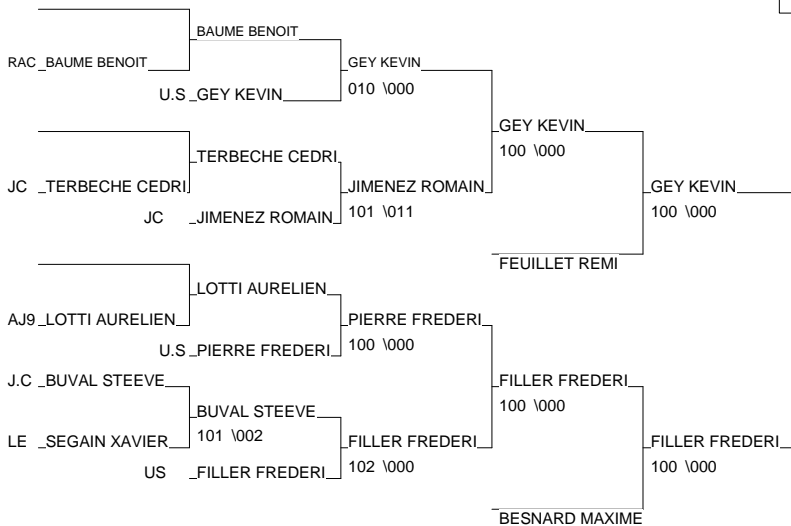 BAUME BENOIT
RAC BAUME BENOIT GEY KEVIN
U.S GEY KEVIN 010 \000
GEY KEVIN
100 \000
TERBECHE CEDRI
JC TERBECHE CEDRI JIMENEZ ROMAIN GEY KEVIN
JC JIMENEZ ROMAIN 101 \011 100 \000
FEUILLET REMI
LOTTI AURELIEN
AJ9 LOTTI AURELIEN PIERRE FREDERI
U.S PIERRE FREDERI 100 \000
J.C BUVAL STEEVE FILLER FREDERI
100 \000
BUVAL STEEVE
101 \002
LE SEGAIN XAVIER FILLER FREDERI FILLER FREDERI
US FILLER FREDERI 102 \000 100 \000
BESNARD MAXIME